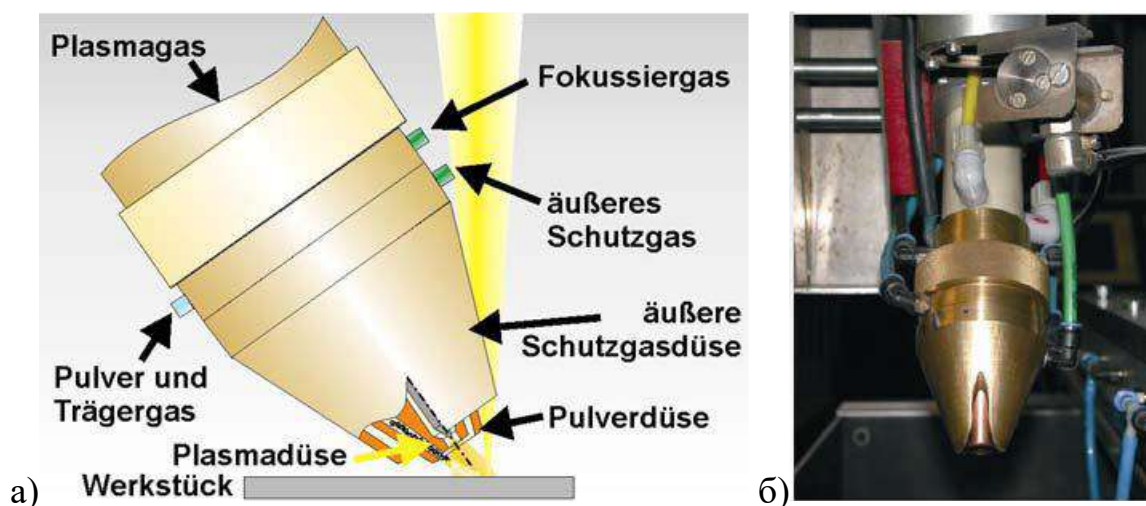 Plasmagas
Fokussiergas
äußeres
Schutzgas
äußere
Schutzgasdüse
Pulver und
Trägergas
Pulverdüse
Plasmadüse
Werkstück
а)
б)